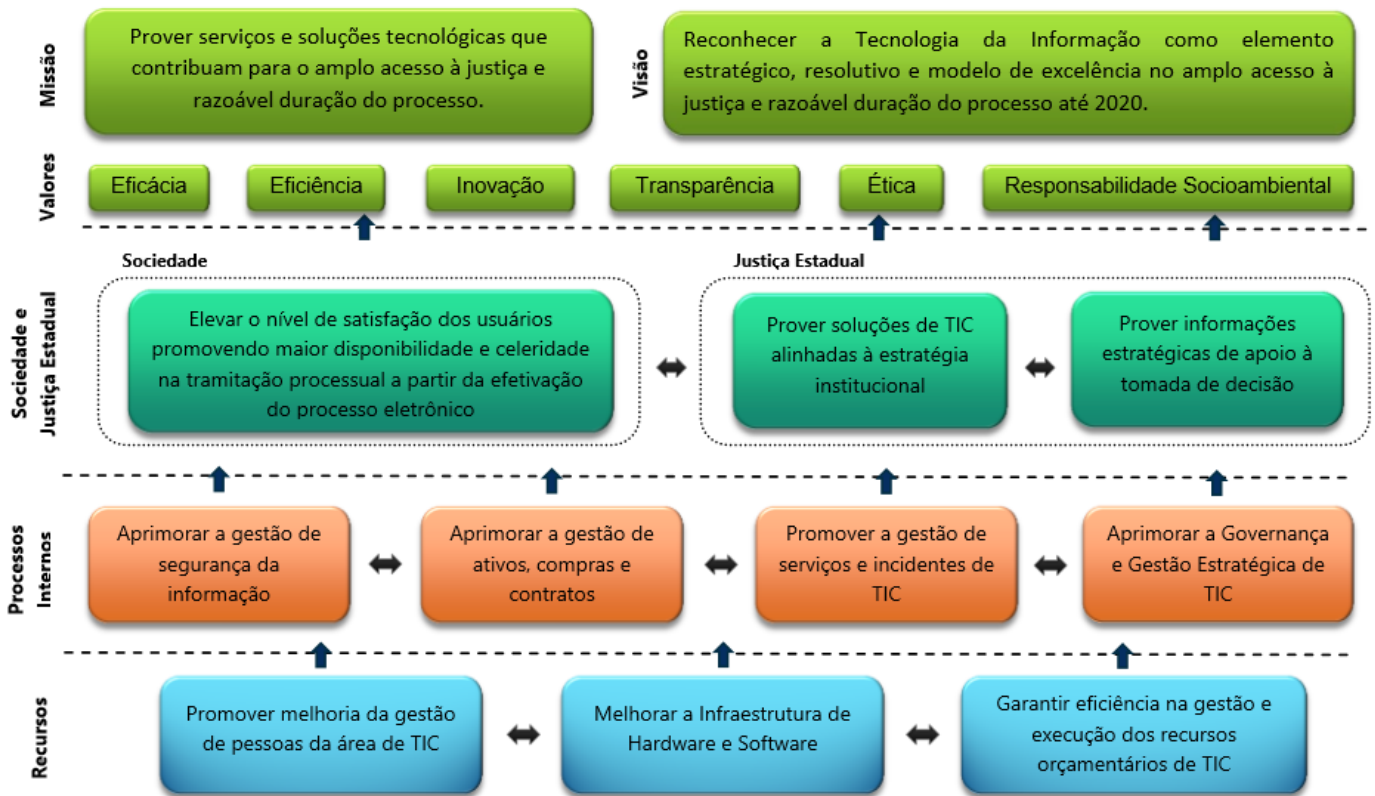 Missão
Prover serviços e soluções tecnológicas que
contribuam para o amplo acesso à justiça e
razoável duração do processo.
Visão
Reconhecer a Tecnologia da Informação como elemento
estratégico, resolutivo e modelo de excelência no amplo acesso à
justiça e razoável duração do processo até 2020.
Valores
Eficácia
Eficiência
Inovação
Transparência
Ética
Responsabilidade Socioambiental
Sociedade e
Justiça Estadual
Sociedade
Elevar o nível de satisfação dos usuários
promovendo maior disponibilidade e celeridade
na tramitação processual a partir da efetivação
do processo eletrônico
Justiça Estadual
Prover soluções de TIC
alinhadas à estratégia
institucional
Prover informações
estratégicas de apoio à
tomada de decisão
Processos
Internos
Aprimorar a gestão de
segurança da
informação
Aprimorar a gestão de
ativos, compras e
contratos
Promover a gestão de
serviços e incidentes de
TIC
Aprimorar a Governança
e Gestão Estratégica de
TIC
Recursos
Promover melhoria da gestão
de pessoas da área de TIC
Melhorar a Infraestrutura de
Hardware e Software
Garantir eficiência na gestão e
execução dos recursos
orçamentários de TIC